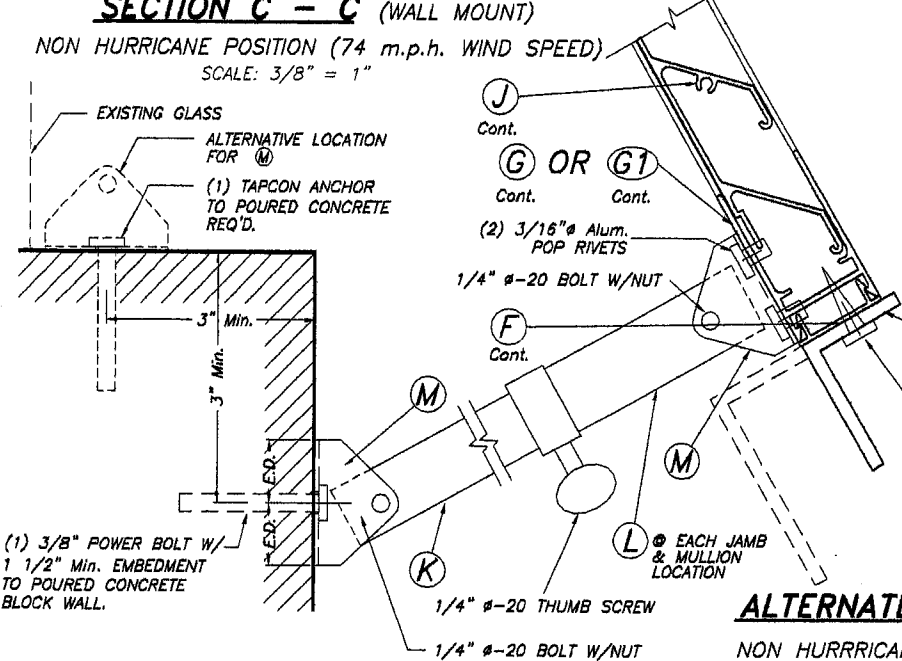 SECTION C - C (WALL MOUNT)
NON HURRICANE POSITION (74 m.p.h. WIND SPEED)
SCALE: 3/8" = 1"
EXISTING GLASS
ALTERNATIVE LOCATION
FOR M
(1) TAPCON ANCHOR
TO POURED CONCRETE
REQ'D.
3" Min.
3" Min.
J
Cont.
G OR G1
Cont. Cont.
(2) 3/16"ø Alum.
POP RIVETS
1/4" ø-20 BOLT W/NUT
F
Cont.
M
M
E.D.
E.D.
(1) 3/8" POWER BOLT W/
1 1/2" Min. EMBEDMENT
TO POURED CONCRETE
BLOCK WALL.
K
L @ EACH JAMB
& MULLION
LOCATION
1/4" ø-20 THUMB SCREW
1/4" ø-20 BOLT W/NUT
ALTERNATE
NON HURRRICAN